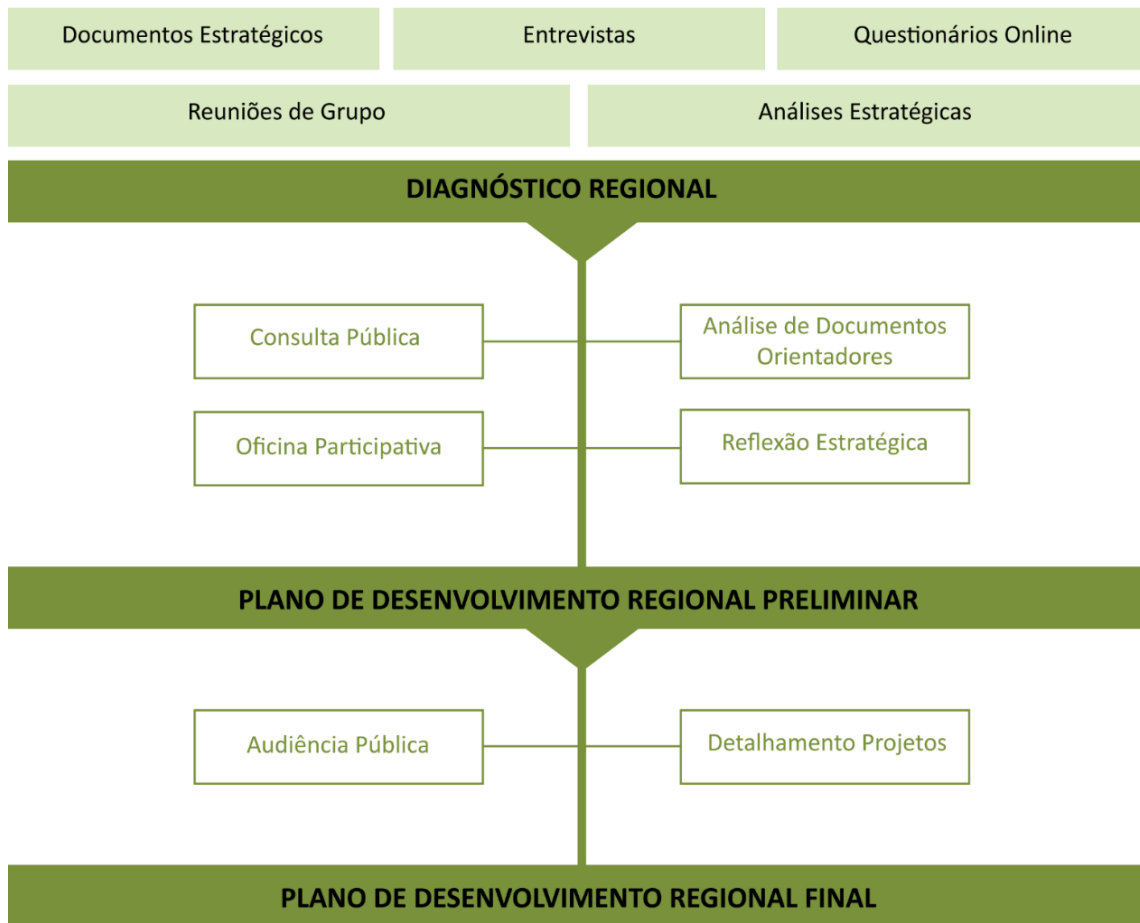 Documentos Estratégicos
Entrevistas
Questionários Online
Reuniões de Grupo
Análises Estratégicas
DIAGNÓSTICO REGIONAL
Consulta Pública
Análise de Documentos
Orientadores
Oficina Participativa
Reflexão Estratégica
PLANO DE DESENVOLVIMENTO REGIONAL PRELIMINAR
Audiência Pública
Detalhamento Projetos
PLANO DE DESENVOLVIMENTO REGIONAL FINAL